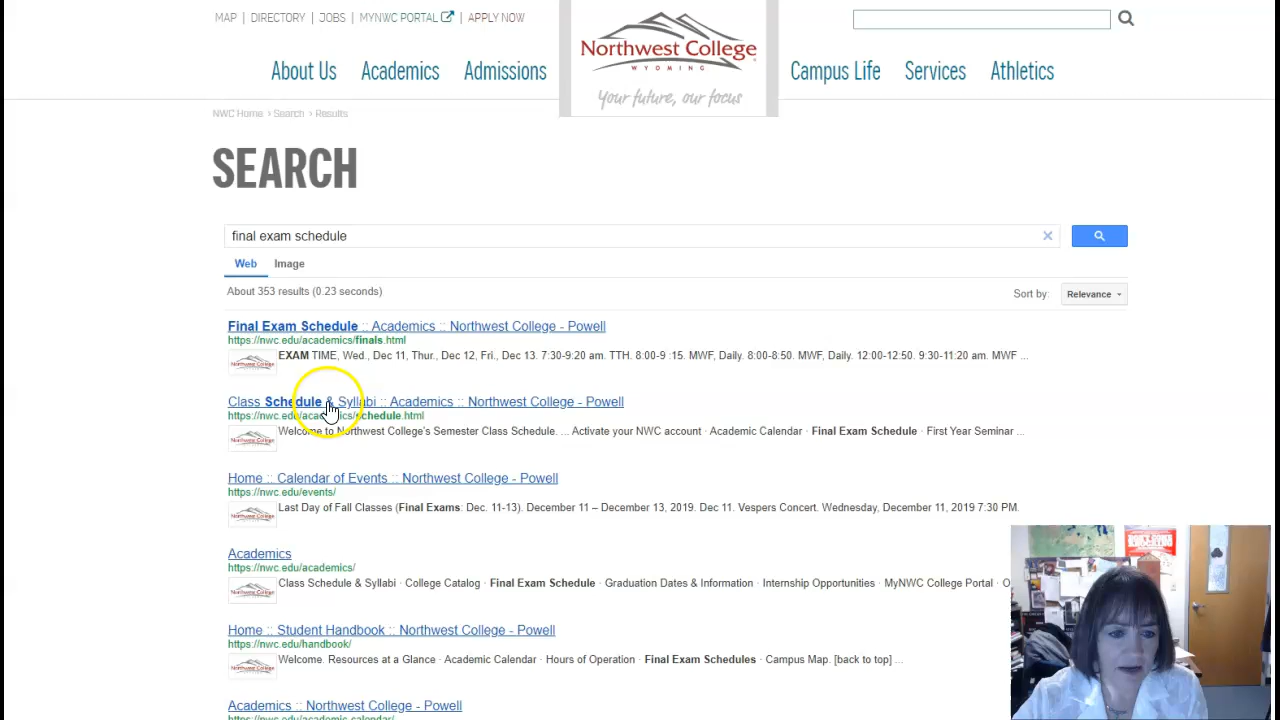 MAP | DIRECTORY | JOBS | MYNWC PORTAL | APPLY NOW
Northwest College
WYOMING
Your future, our focus
About Us Academics Admissions Campus Life Services Athletics
NWC Home › Search › Results
SEARCH
final exam schedule
Web Image
About 353 results (0.23 seconds)
Sort by: Relevance
Final Exam Schedule :: Academics :: Northwest College - Powell
https://nwc.edu/academics/finals.html
EXAM TIME, Wed., Dec 11, Thur., Dec 12, Fri., Dec 13. 7:30-9:20 am. TTH. 8:00-9 :15. MWF, Daily. 8:00-8:50. MWF, Daily. 12:00-12:50. 9:30-11:20 am. MWF ...
Class Schedule & Syllabi :: Academics :: Northwest College - Powell
https://nwc.edu/academics/schedule.html
Welcome to Northwest College's Semester Class Schedule. ... Activate your NWC account · Academic Calendar · Final Exam Schedule · First Year Seminar ...
Home :: Calendar of Events :: Northwest College - Powell
https://nwc.edu/events/
Last Day of Fall Classes (Final Exams: Dec. 11-13). December 11 – December 13, 2019. Dec 11. Vespers Concert. Wednesday, December 11, 2019 7:30 PM.
Academics
https://nwc.edu/academics/
Class Schedule & Syllabi · College Catalog · Final Exam Schedule · Graduation Dates & Information · Internship Opportunities · MyNWC College Portal · O
Home :: Student Handbook :: Northwest College - Powell
https://nwc.edu/handbook/
Welcome. Resources at a Glance · Academic Calendar · Hours of Operation · Final Exam Schedules · Campus Map. [back to top] ...
Academics :: Northwest College - Powell
https://nwc.edu/academic-calendar/